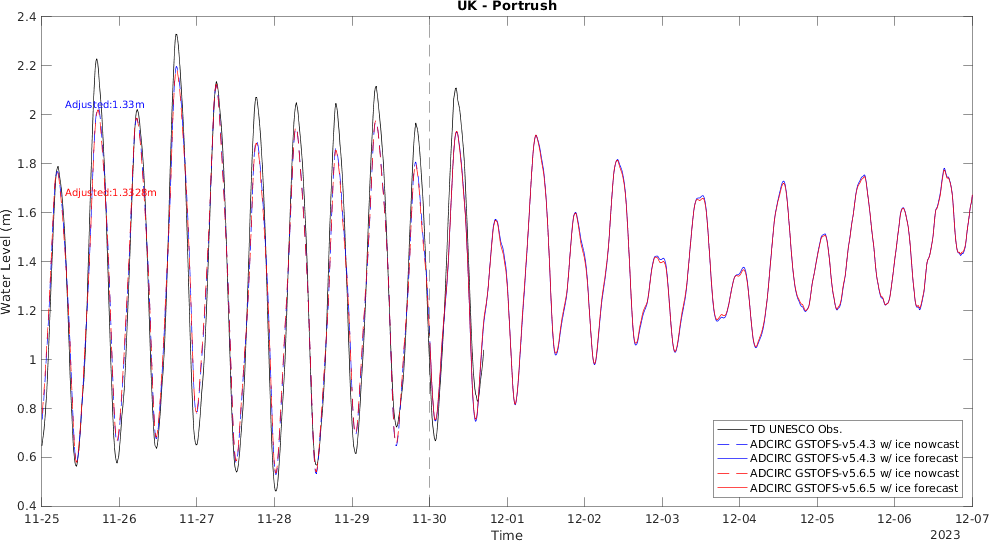 UK - Portrush
2.4
2.2
2
1.8
1.6
1.4
1.2
1
0.8
0.6
0.4
Water Level (m)
Adjusted:1.33m
Adjusted:1.3328m
TD UNESCO Obs.
ADCIRC GSTOFS-v5.4.3 w/ ice nowcast
ADCIRC GSTOFS-v5.4.3 w/ ice forecast
ADCIRC GSTOFS-v5.6.5 w/ ice nowcast
ADCIRC GSTOFS-v5.6.5 w/ ice forecast
11-25 11-26 11-27 11-28 11-29 11-30 12-01 12-02 12-03 12-04 12-05 12-06 12-07
Time
2023